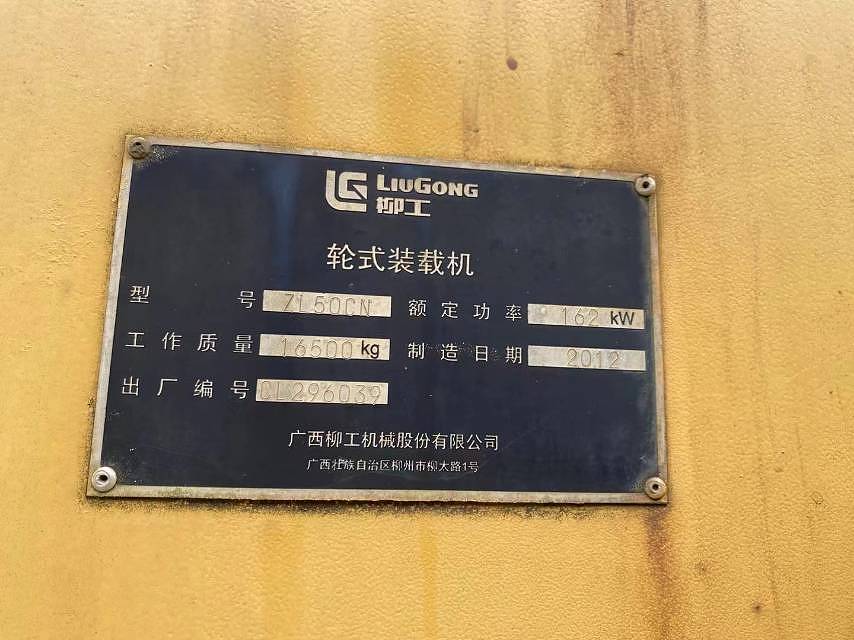 LG LIUGONG
柳工
轮式装载机
型号 ZL50CN 额定功率 162 kW
工作质量 16500 kg 制造日期 2012
出厂编号 CL296039
广西柳工机械股份有限公司
广西壮族自治区柳州市柳太路1号